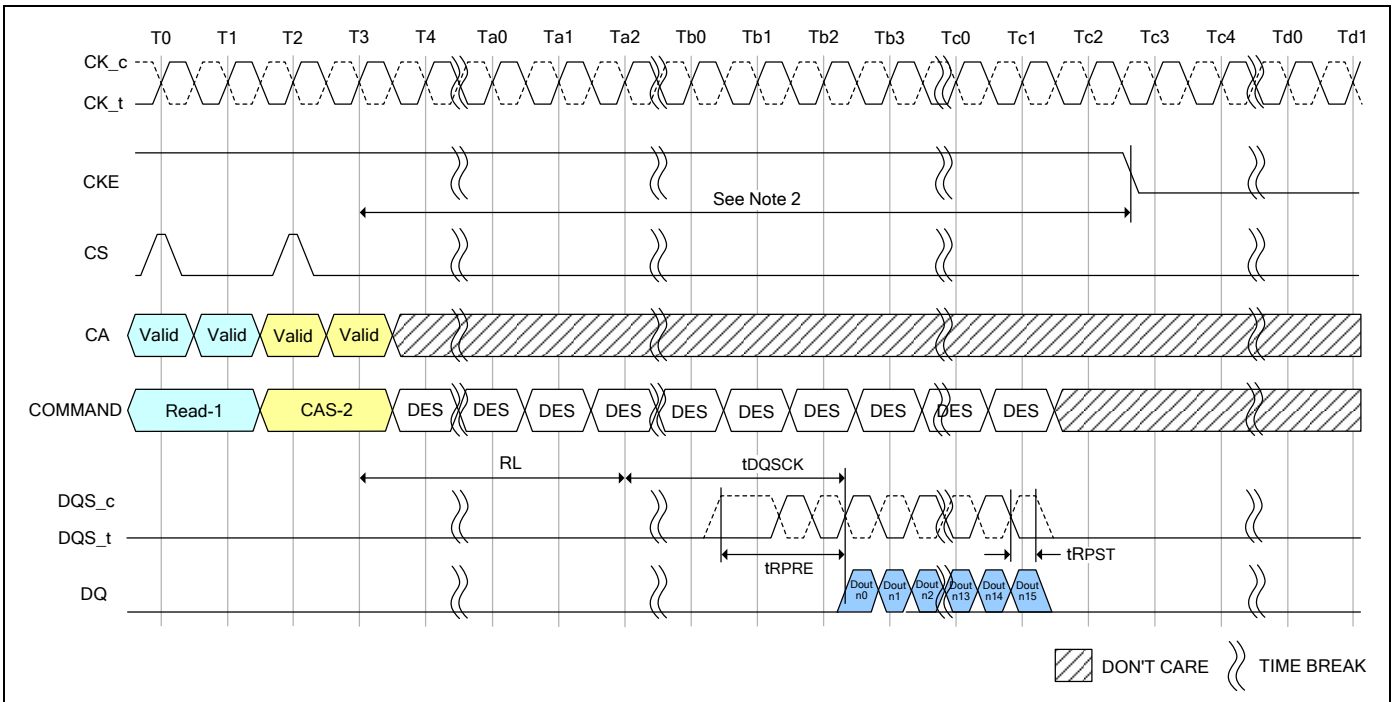 T0 T1 T2 T3 T4 Ta0 Ta1 Ta2 Tb0 Tb1 Tb2 Tb3 Tc0 Tc1 Tc2 Tc3 Tc4 Td0 Td1
CK_c
CK_t
CKE
See Note 2
CS
CA Valid Valid Valid Valid
COMMAND Read-1 CAS-2 DES DES DES DES DES DES DES DES DES DES
RL tDQSCK
DQS_c
DQS_t
tRPRE tRPST
DQ
Dout n0 Dout n1 Dout n2 Dout n13 Dout n14 Dout n15
DON'T CARE TIME BREAK